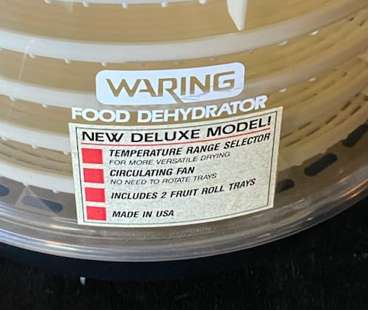 WARING
FOOD DEHYDRATOR
NEW DELUXE MODEL!
TEMPERATURE RANGE SELECTOR
FOR MORE VERSATILE DRYING
CIRCULATING FAN
NO NEED TO ROTATE TRAYS
INCLUDES 2 FRUIT ROLL TRAYS
MADE IN USA